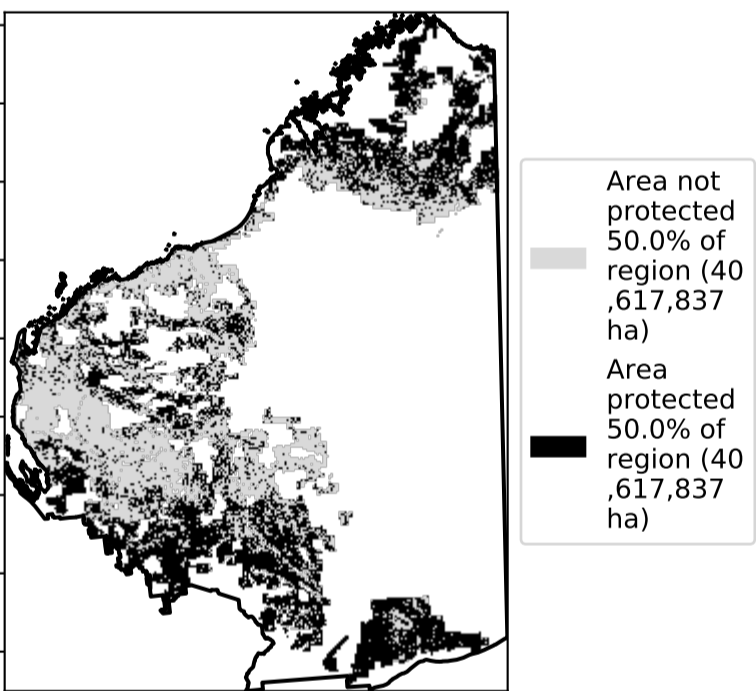 Area not
protected
50.0% of
region (40
,617,837
ha)
Area
protected
50.0% of
region (40
,617,837
ha)